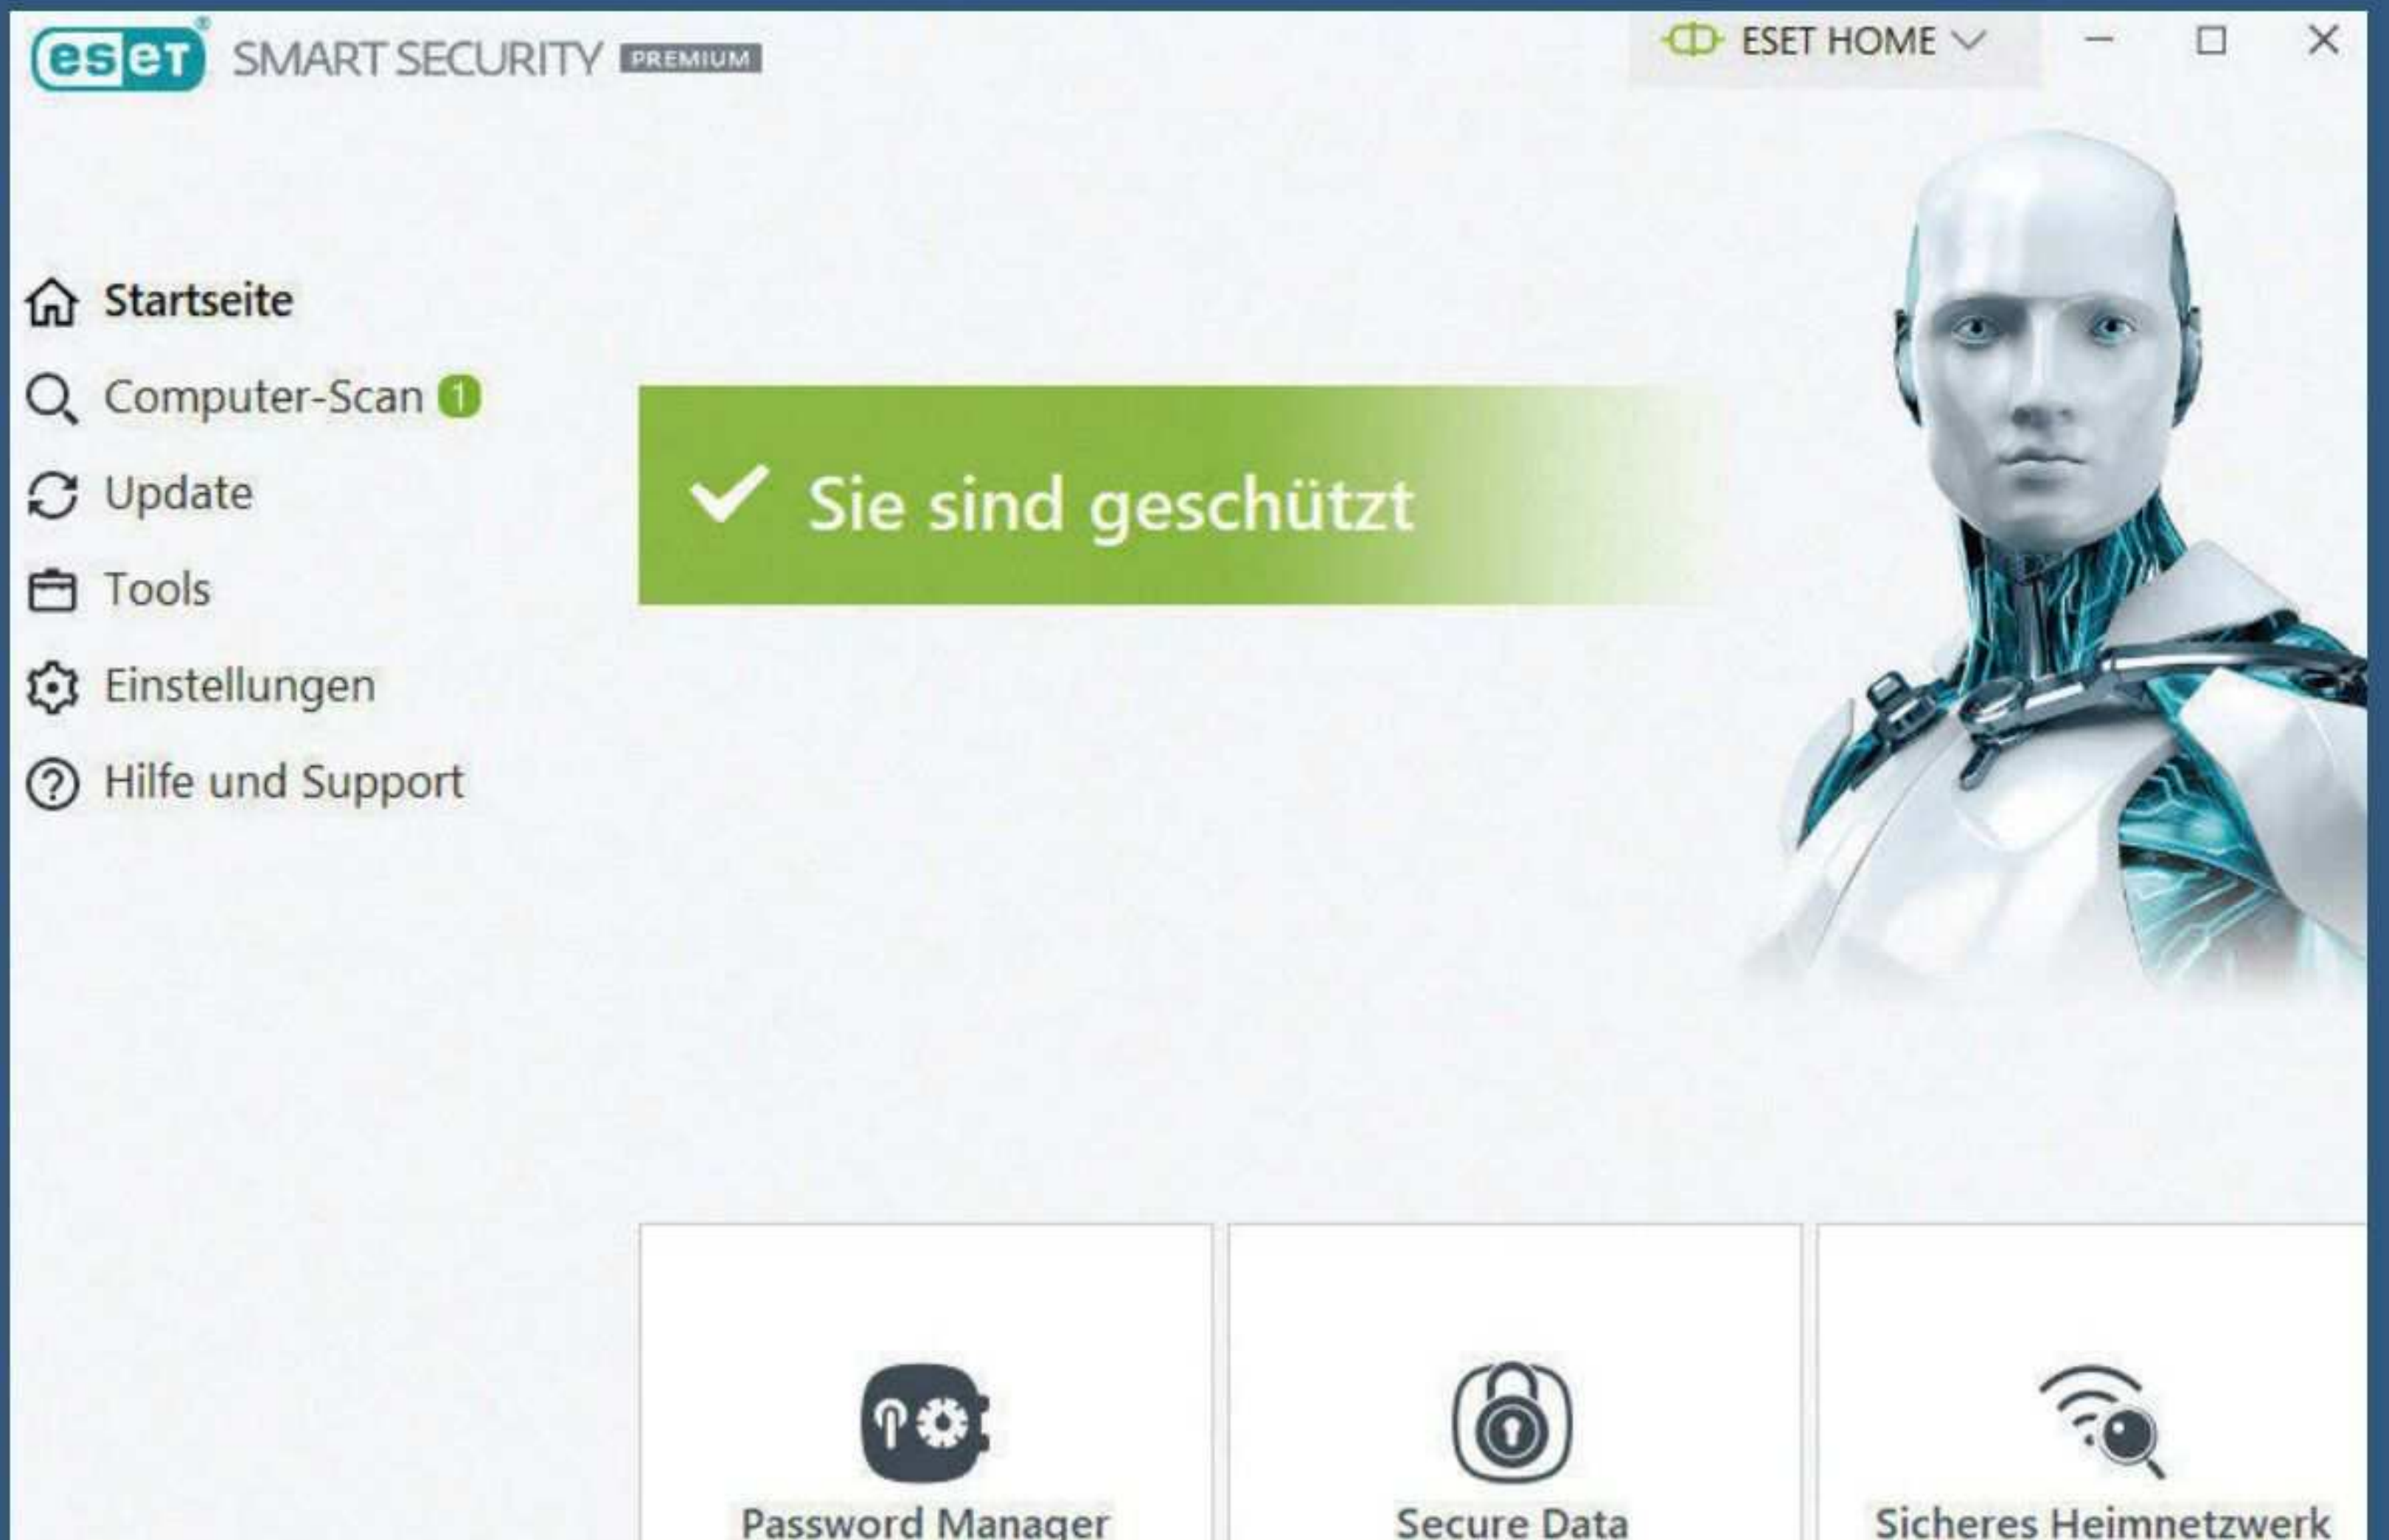 eset® SMART SECURITY PREMIUM
ESET HOME
Startseite
Computer-Scan 1
Update
Tools
Einstellungen
Hilfe und Support
Sie sind geschützt
Password Manager
Secure Data
Sicheres Heimnetzwerk